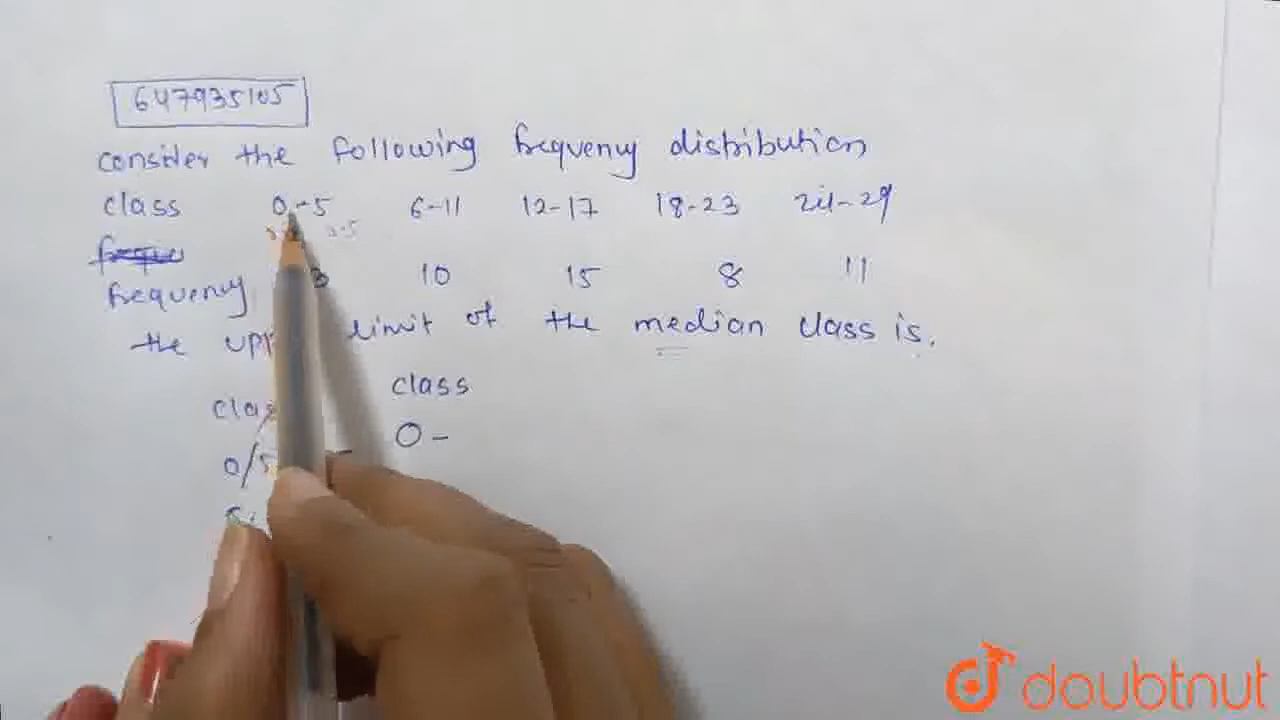 647935105
consider the following frequeny distribution
class 0-5 6-11 12-17 18-23 24-29
frequeny 10 15 8 11
the limit of the median class is.
class
0-
doubtnut